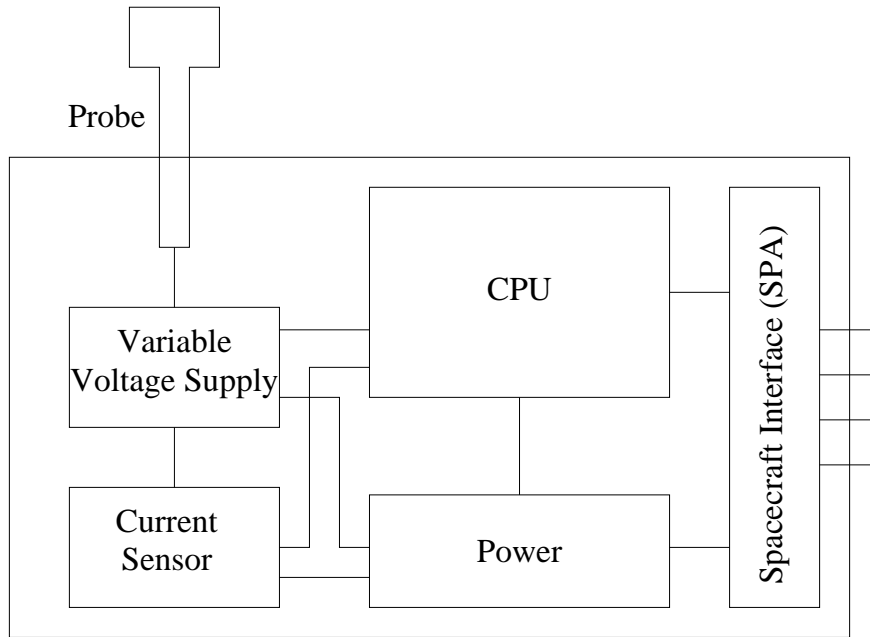 Probe
CPU
Variable
Voltage Supply
Current
Sensor
Power
Spacecraft Interface (SPA)